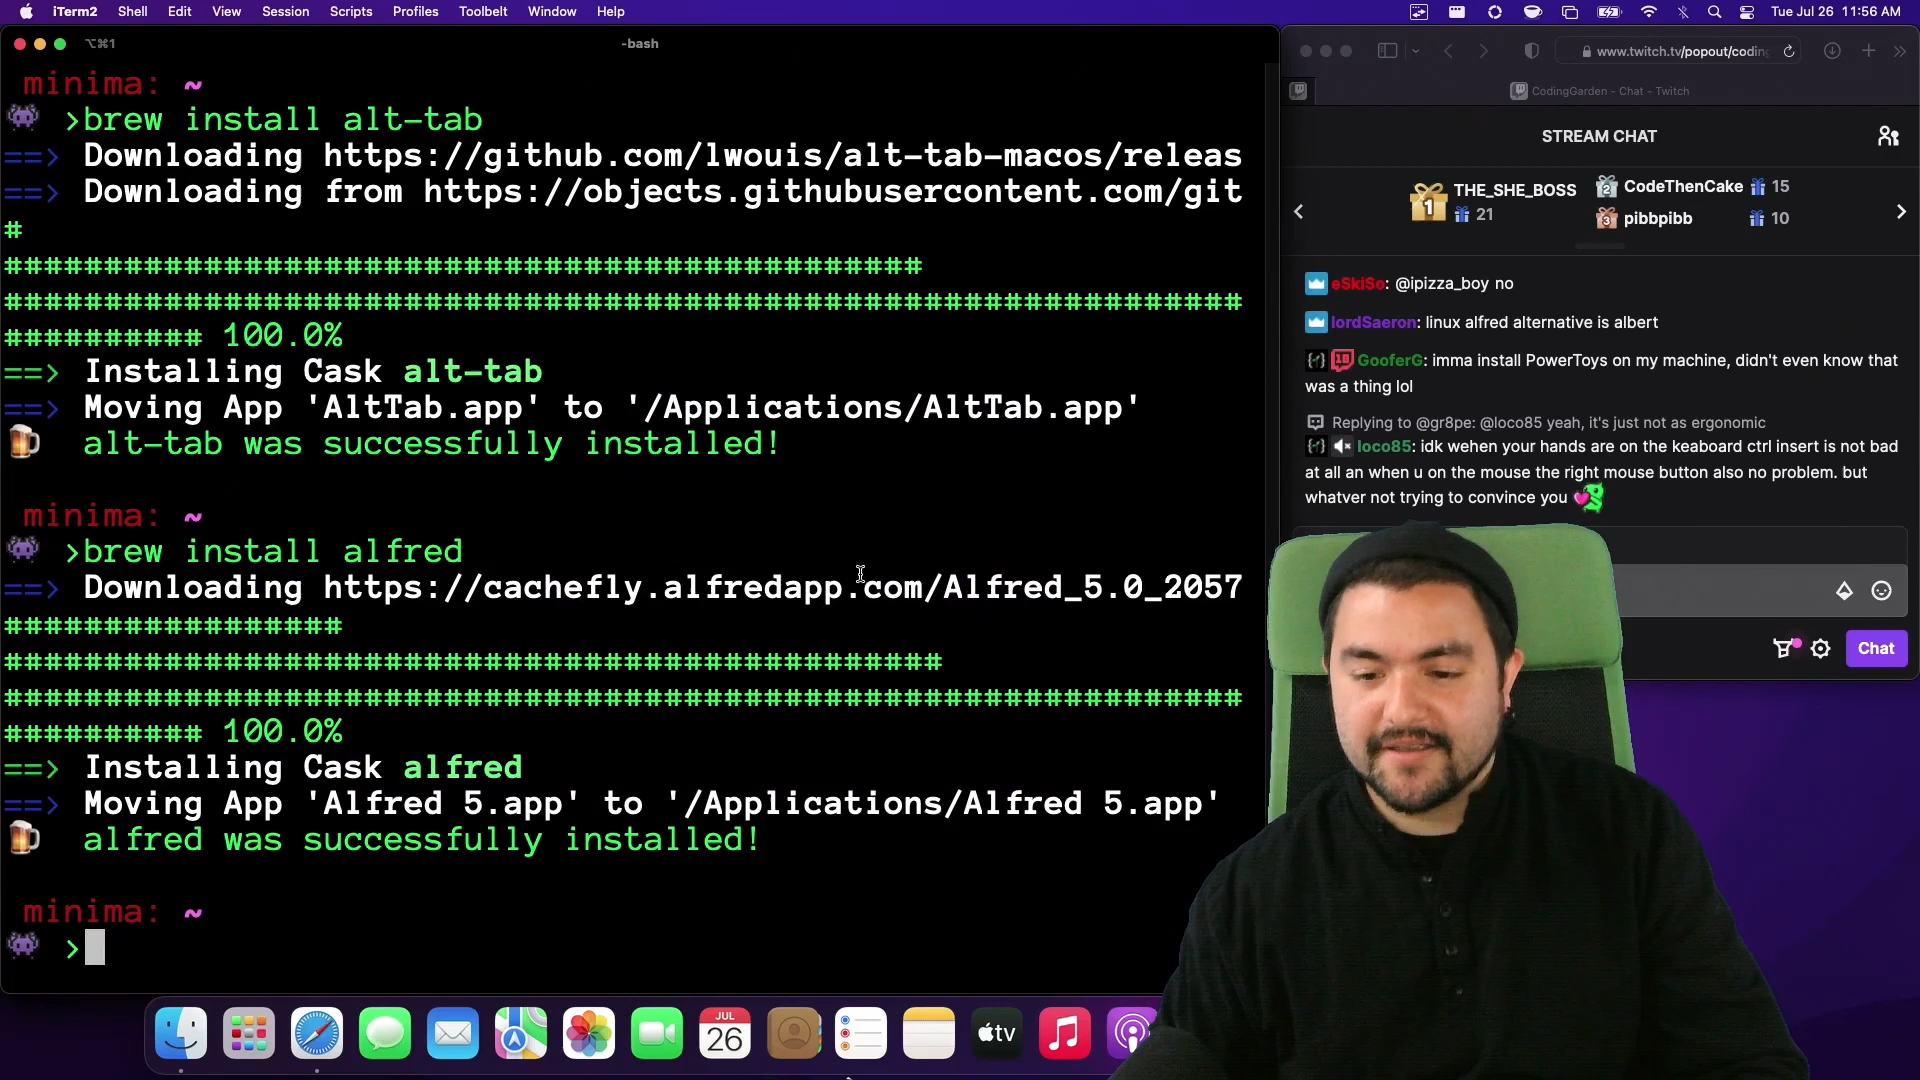 iTerm2 Shell Edit View Session Scripts Profiles Toolbelt Window Help
Tue Jul 26 11:56 AM
⌥⌘1
-bash
minima: ~
>brew install alt-tab
==> Downloading https://github.com/lwouis/alt-tab-macos/releas
==> Downloading from https://objects.githubusercontent.com/git
#
##############################################
##############################################################
########## 100.0%
==> Installing Cask alt-tab
==> Moving App 'AltTab.app' to '/Applications/AltTab.app'
🍺 alt-tab was successfully installed!
minima: ~
>brew install alfred
==> Downloading https://cachefly.alfredapp.com/Alfred_5.0_2057
#################
###############################################
##############################################################
########## 100.0%
==> Installing Cask alfred
==> Moving App 'Alfred 5.app' to '/Applications/Alfred 5.app'
🍺 alfred was successfully installed!
minima: ~
>
www.twitch.tv/popout/codin
CodingGarden - Chat - Twitch
STREAM CHAT
1 THE_SHE_BOSS
21
2 CodeThenCake 15
3 pibbpibb 10
eSkiSo: @ipizza_boy no
lordSaeron: linux alfred alternative is albert
GooferG: imma install PowerToys on my machine, didn't even know that
was a thing lol
Replying to @gr8pe: @loco85 yeah, it's just not as ergonomic
loco85: idk wehen your hands are on the keaboard ctrl insert is not bad
at all an when u on the mouse the right mouse button also no problem. but
whatver not trying to convince you
Chat
JUL
26
tv